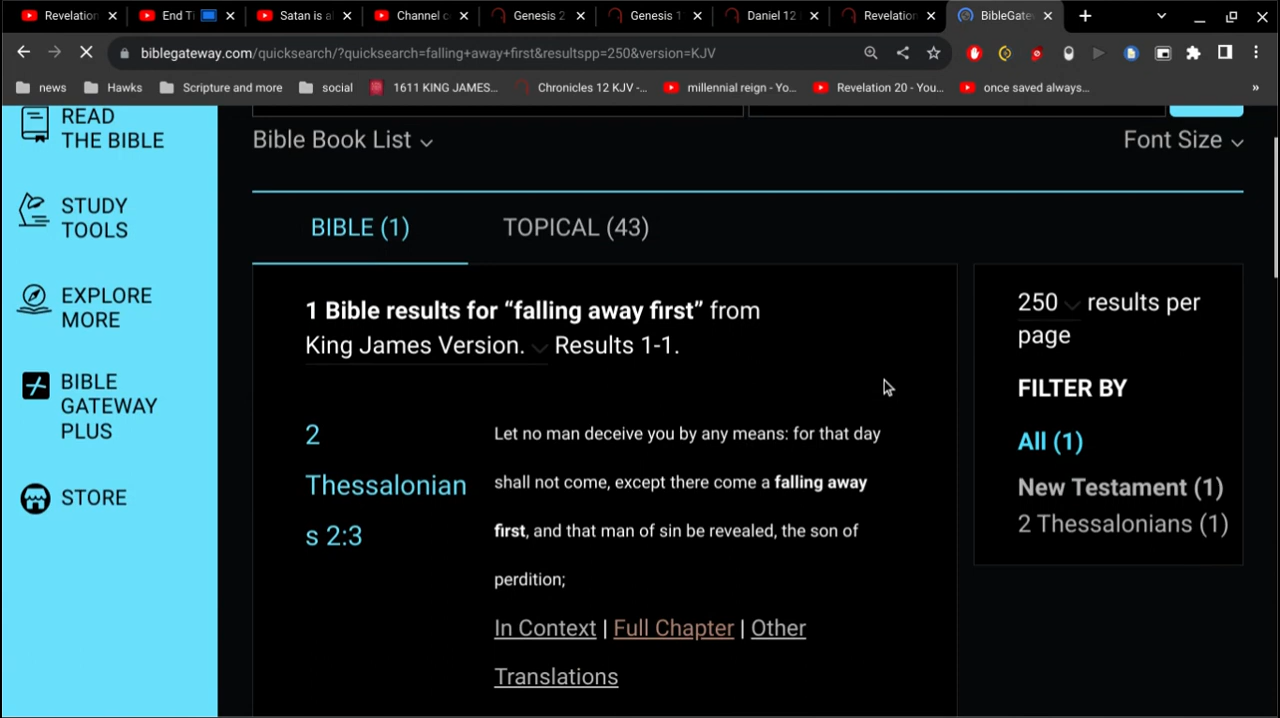 Revelation End Ti Satan is a Channel c Genesis 2 Genesis 1 Daniel 12 Revelation BibleGate
biblegateway.com/quicksearch/?quicksearch=falling+away+first&resultspp=250&version=KJV
news Hawks Scripture and more social 1611 KING JAMES... Chronicles 12 KJV -... millennial reign - Yo... Revelation 20 - You... once saved always... »
READ
THE BIBLE
STUDY
TOOLS
EXPLORE
MORE
BIBLE
GATEWAY
PLUS
STORE
Bible Book List Font Size
BIBLE (1) TOPICAL (43)
1 Bible results for “falling away first” from
King James Version. Results 1-1.
2
Thessalonian
s 2:3
Let no man deceive you by any means: for that day
shall not come, except there come a falling away
first, and that man of sin be revealed, the son of
perdition;
In Context | Full Chapter | Other
Translations
250 results per
page
FILTER BY
All (1)
New Testament (1)
2 Thessalonians (1)